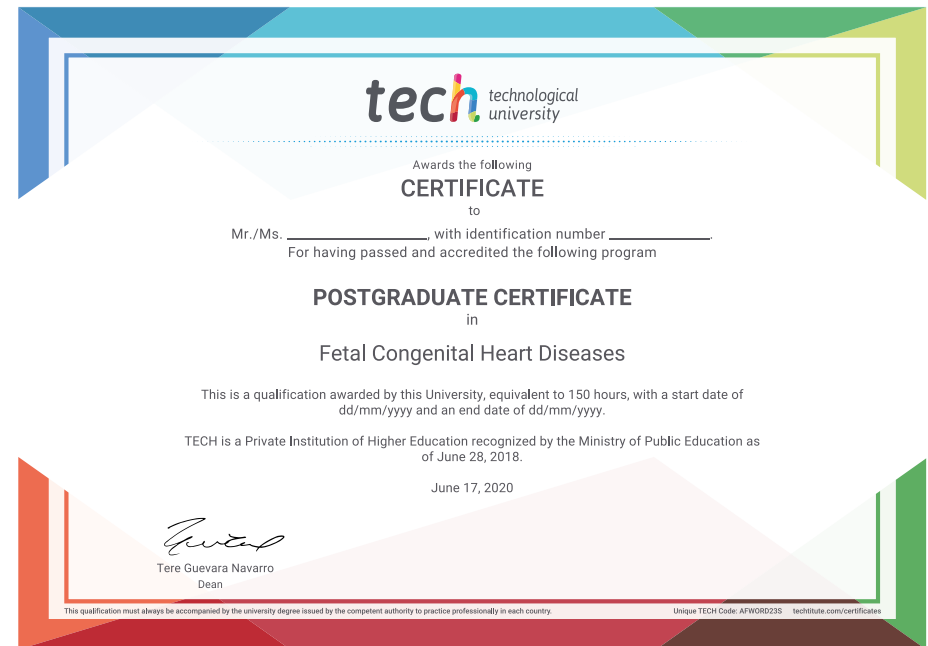 tech technological
university
Awards the following
CERTIFICATE
to
Mr./Ms. ____________________, with identification number ______________.
For having passed and accredited the following program
POSTGRADUATE CERTIFICATE
in
Fetal Congenital Heart Diseases
This is a qualification awarded by this University, equivalent to 150 hours, with a start date of
dd/mm/yyyy and an end date of dd/mm/yyyy.
TECH is a Private Institution of Higher Education recognized by the Ministry of Public Education as
of June 28, 2018.
June 17, 2020
Tere Guevara Navarro
Dean
This qualification must always be accompanied by the university degree issued by the competent authority to practice professionally in each country.
Unique TECH Code: AFWORD23S techtitute.com/certificates